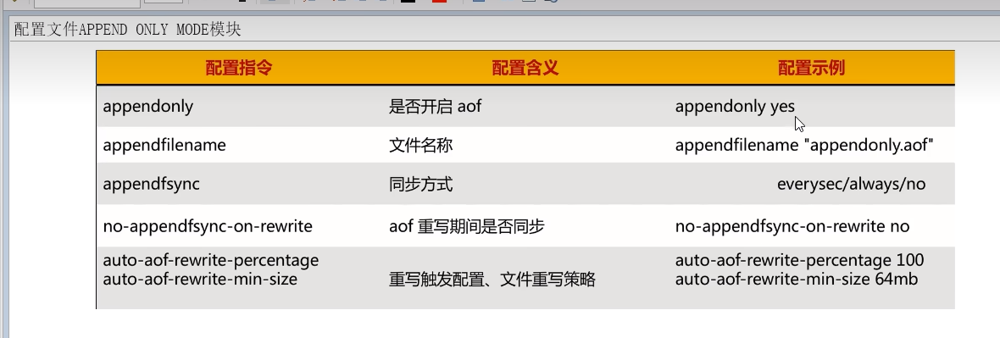 配置文件APPEND ONLY MODE模块
配置指令 配置含义 配置示例
appendonly 是否开启 aof appendonly yes
appendfilename 文件名称 appendfilename "appendonly.aof"
appendfsync 同步方式 everysec/always/no
no-appendfsync-on-rewrite aof 重写期间是否同步 no-appendfsync-on-rewrite no
auto-aof-rewrite-percentage auto-aof-rewrite-percentage 100
auto-aof-rewrite-min-size 重写触发配置、文件重写策略 auto-aof-rewrite-min-size 64mb